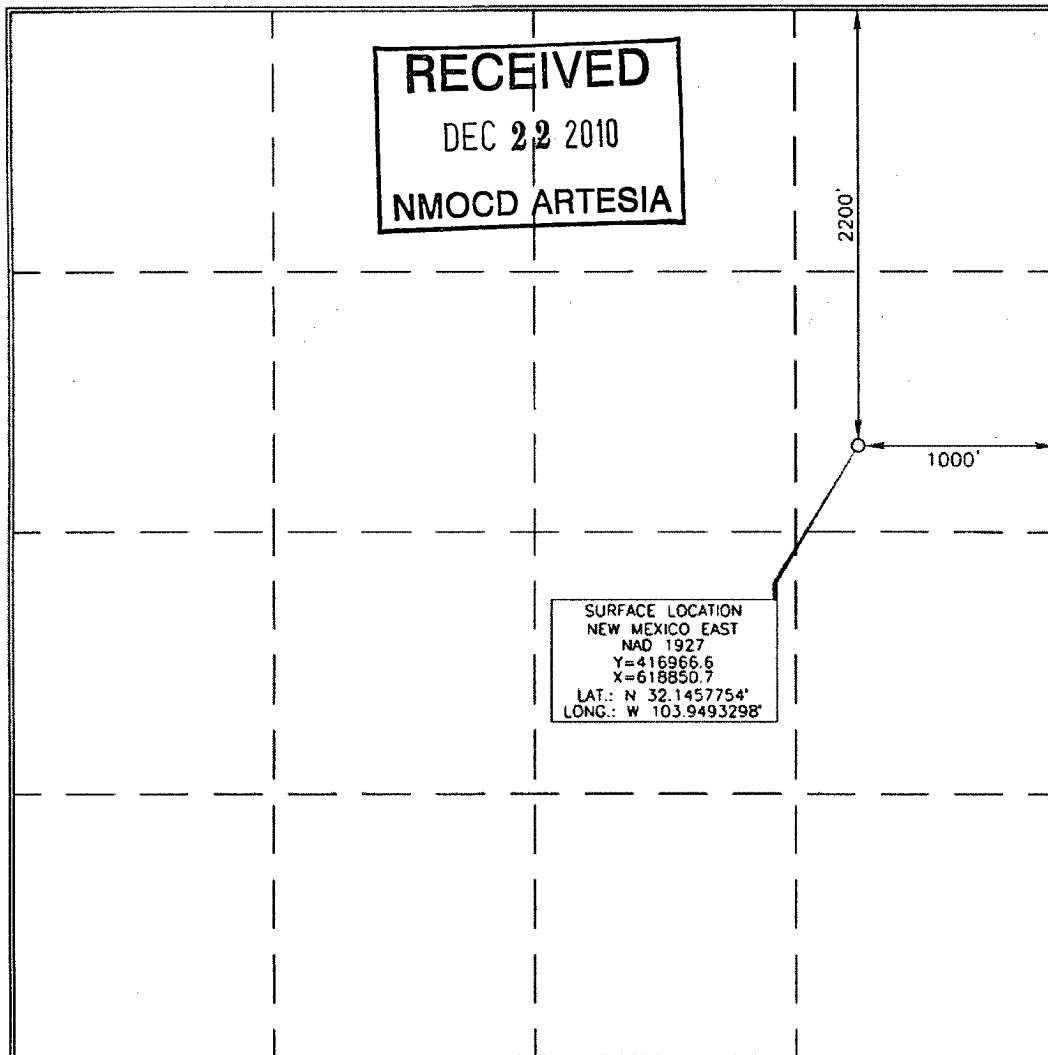 RECEIVED
DEC 22 2010
NMOCD ARTESIA
2200'
1000'
SURFACE LOCATION
NEW MEXICO EAST
NAD 1927
Y=416966.6
X=618850.7
LAT.: N 32.1457754°
LONG.: W 103.9493298°